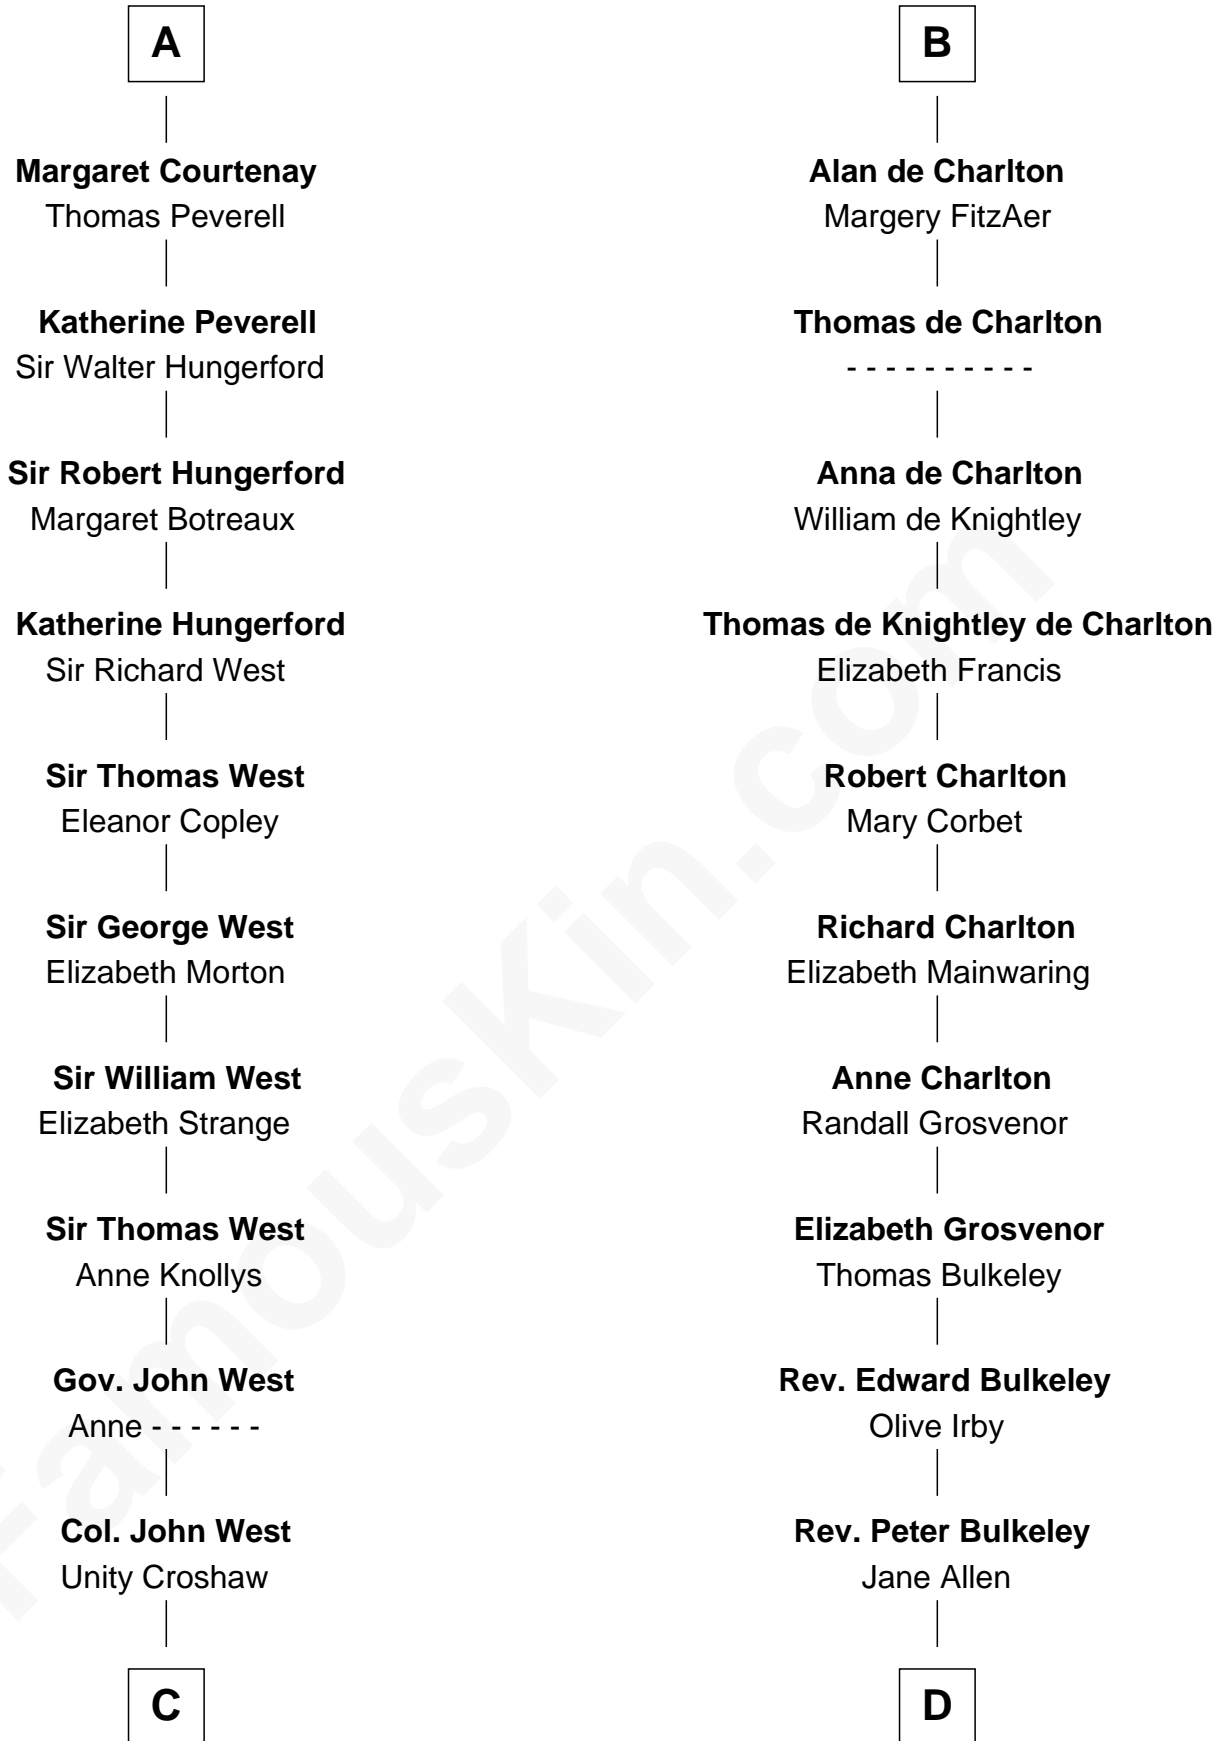 A
Margaret Courtenay
Thomas Peverell
Katherine Peverell
Sir Walter Hungerford
Sir Robert Hungerford
Margaret Botreaux
Katherine Hungerford
Sir Richard West
Sir Thomas West
Eleanor Copley
Sir George West
Elizabeth Morton
Sir William West
Elizabeth Strange
Sir Thomas West
Anne Knollys
Gov. John West
Anne - - - - - -
Col. John West
Unity Croshaw
C
B
Alan de Charlton
Margery FitzAer
Thomas de Charlton
- - - - - - - - - -
Anna de Charlton
William de Knightley
Thomas de Knightley de Charlton
Elizabeth Francis
Robert Charlton
Mary Corbet
Richard Charlton
Elizabeth Mainwaring
Anne Charlton
Randall Grosvenor
Elizabeth Grosvenor
Thomas Bulkeley
Rev. Edward Bulkeley
Olive Irby
Rev. Peter Bulkeley
Jane Allen
D
FamousKin.com